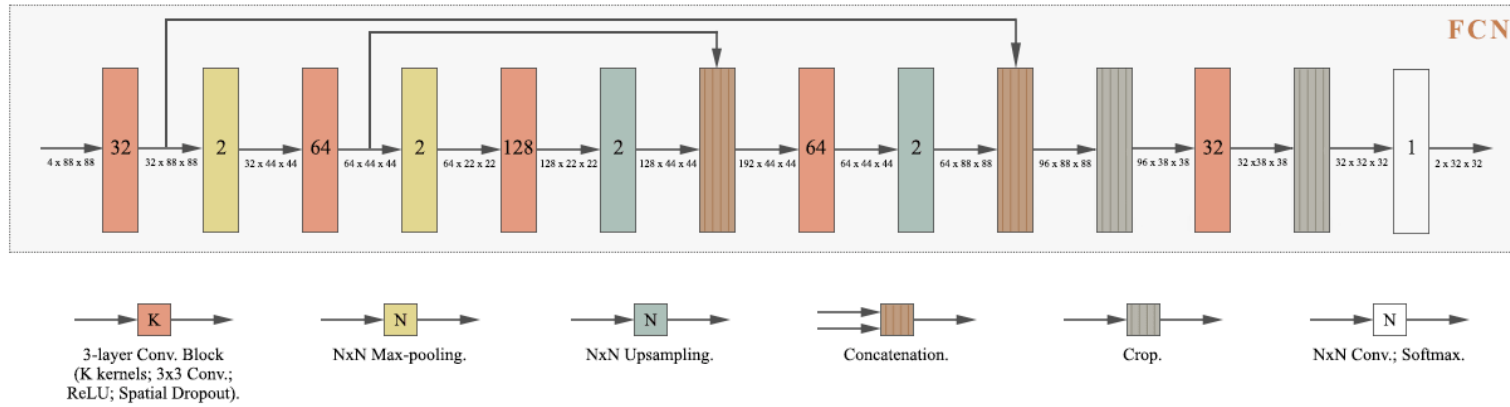 FCN
32
2
64
2
128
2
64
2
32
1
4 x 88 x 88
32 x 88 x 88
32 x 44 x 44
64 x 44 x 44
64 x 22 x 22
128 x 22 x 22
128 x 44 x 44
192 x 44 x 44
64 x 44 x 44
64 x 88 x 88
96 x 88 x 88
96 x 38 x 38
32 x38 x 38
32 x 32 x 32
2 x 32 x 32
K
N
N
N
3-layer Conv. Block
(K kernels; 3x3 Conv.;
ReLU; Spatial Dropout).
NxN Max-pooling.
NxN Upsampling.
Concatenation.
Crop.
NxN Conv.; Softmax.